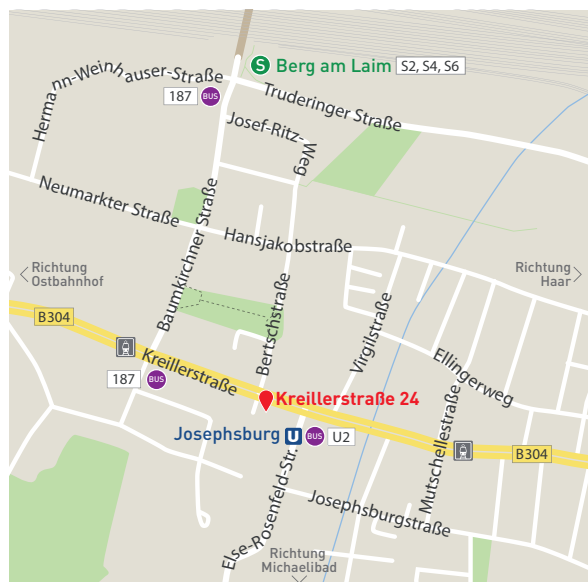 S Berg am Laim S2, S4, S6
Hermann-Weinhauser-Straße
187 BUS
Truderinger Straße
Josef-Ritz-Weg
Neumarkter Straße
Baumkirchner Straße
Hansjakobstraße
Richtung
Ostbahnhof
Richtung
Haar
B304
Bertschstraße
Virgilstraße
Kreillerstraße
Ellingerweg
187 BUS
Kreillerstraße 24
Mutschellestraße
Josephsburg U BUS U2
B304
Else-Rosenfeld-Str.
Josephsburgstraße
Richtung
Michaelibad